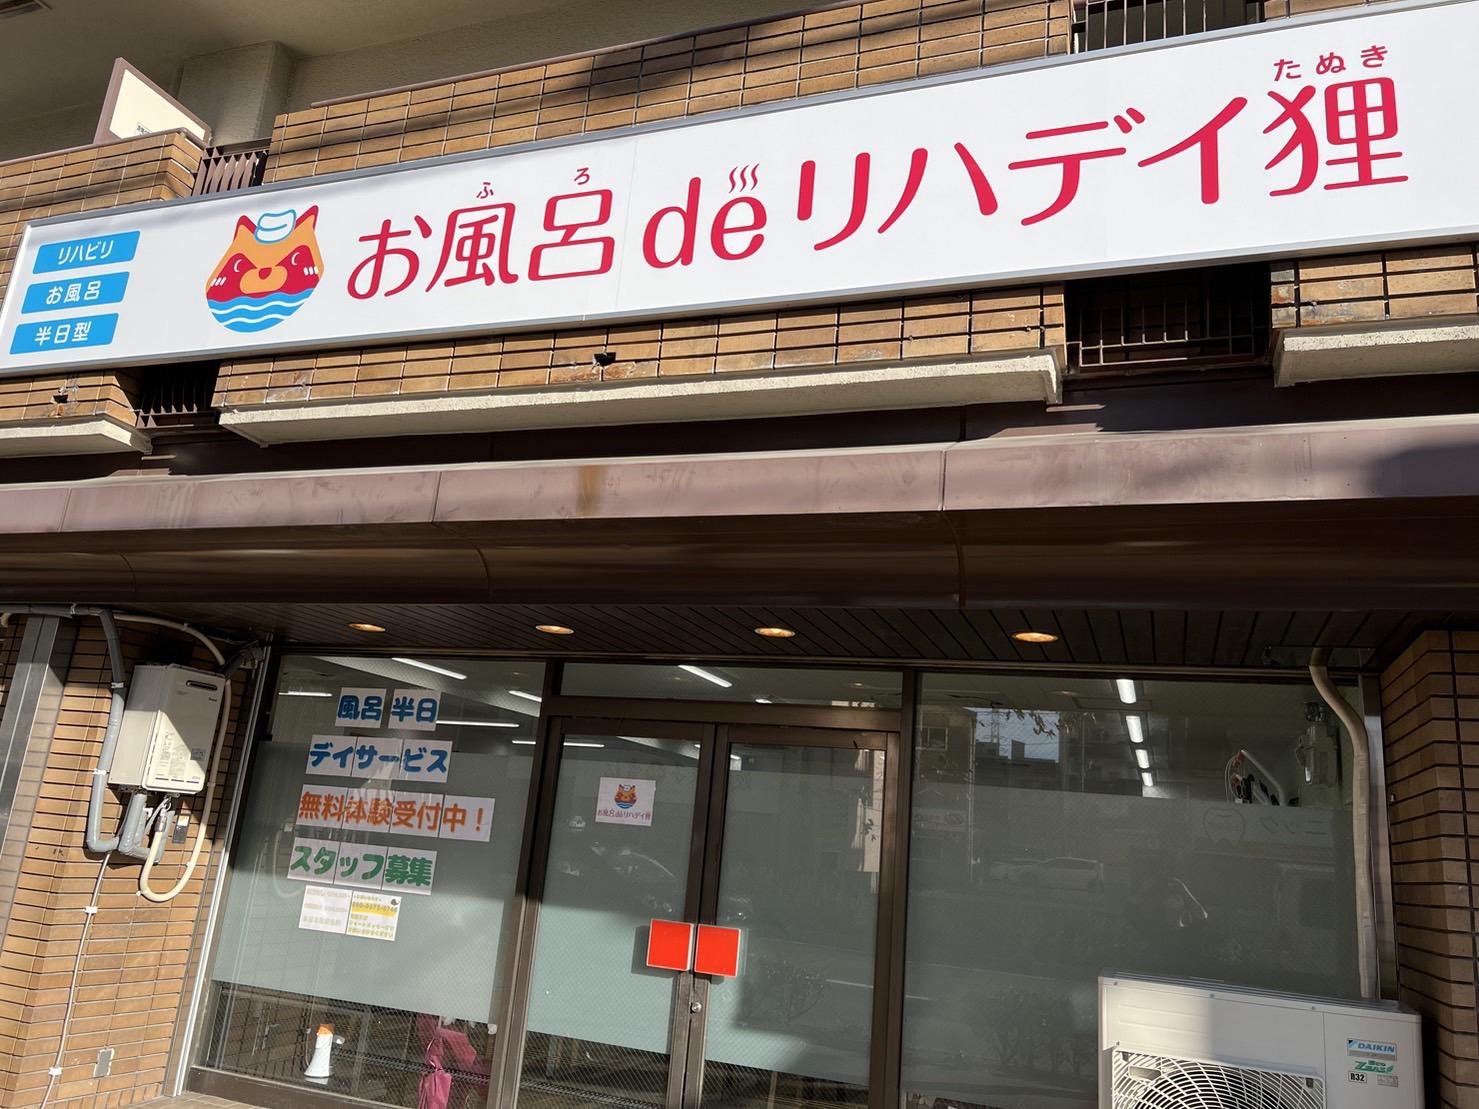 リハビリ
お風呂
半日型
ふ ろ
たぬき
お風呂deリハデイ狸
風呂 半日
デイサービス
無料体験受付中！
スタッフ募集
お風呂deリハデイ狸
DAIKIN
R32